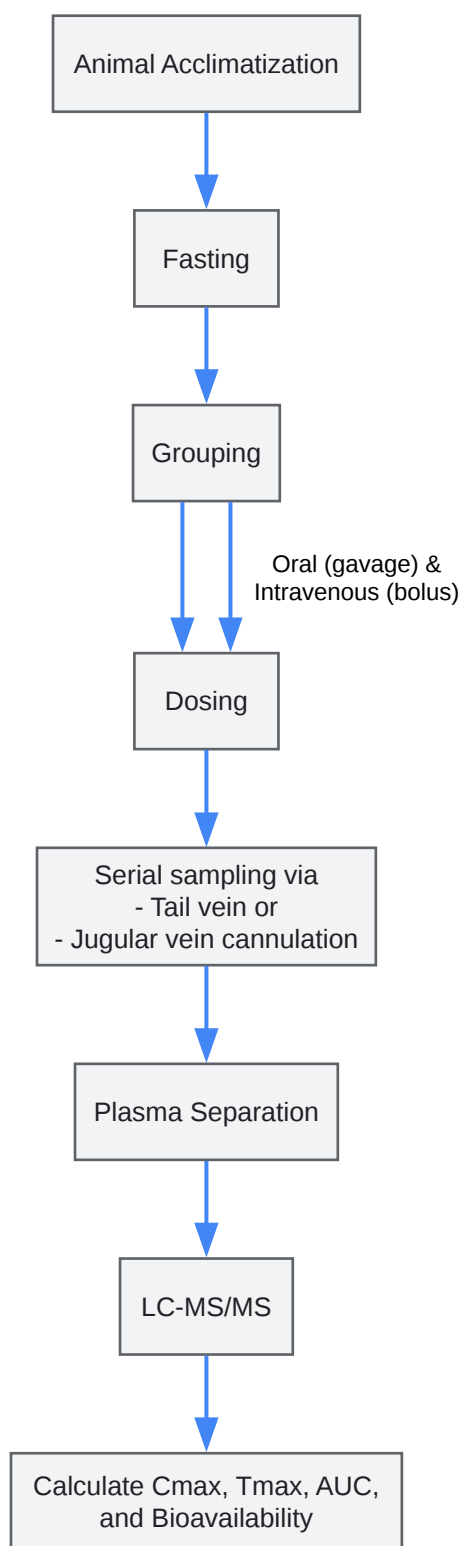 Animal Acclimatization
Fasting
Grouping
Oral (gavage) &
Intravenous (bolus)
Dosing
Serial sampling via
- Tail vein or
- Jugular vein cannulation
Plasma Separation
LC-MS/MS
Calculate Cmax, Tmax, AUC,
and Bioavailability